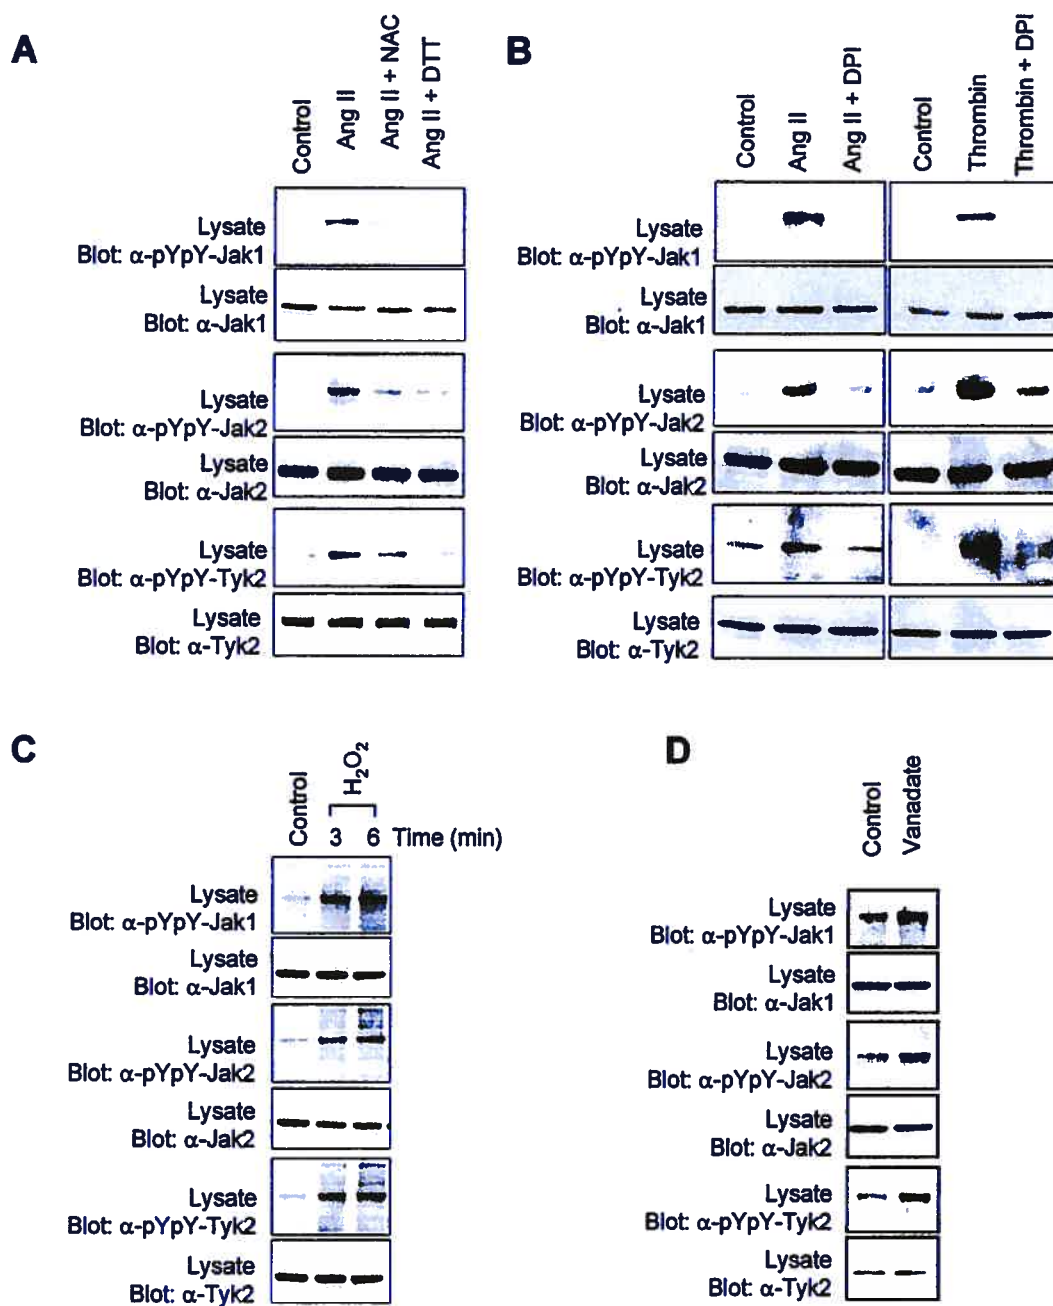 A
Control
Ang II
Ang II + NAC
Ang II + DTT
Lysate
Blot: α-pYpY-Jak1
Lysate
Blot: α-Jak1
Lysate
Blot: α-pYpY-Jak2
Lysate
Blot: α-Jak2
Lysate
Blot: α-pYpY-Tyk2
Lysate
Blot: α-Tyk2
B
Control
Ang II
Ang II + DPI
Control
Thrombin
Thrombin + DPI
Lysate
Blot: α-pYpY-Jak1
Lysate
Blot: α-Jak1
Lysate
Blot: α-pYpY-Jak2
Lysate
Blot: α-Jak2
Lysate
Blot: α-pYpY-Tyk2
Lysate
Blot: α-Tyk2
C
Control
H₂O₂
3 6 Time (min)
Lysate
Blot: α-pYpY-Jak1
Lysate
Blot: α-Jak1
Lysate
Blot: α-pYpY-Jak2
Lysate
Blot: α-Jak2
Lysate
Blot: α-pYpY-Tyk2
Lysate
Blot: α-Tyk2
D
Control
Vanadate
Lysate
Blot: α-pYpY-Jak1
Lysate
Blot: α-Jak1
Lysate
Blot: α-pYpY-Jak2
Lysate
Blot: α-Jak2
Lysate
Blot: α-pYpY-Tyk2
Lysate
Blot: α-Tyk2